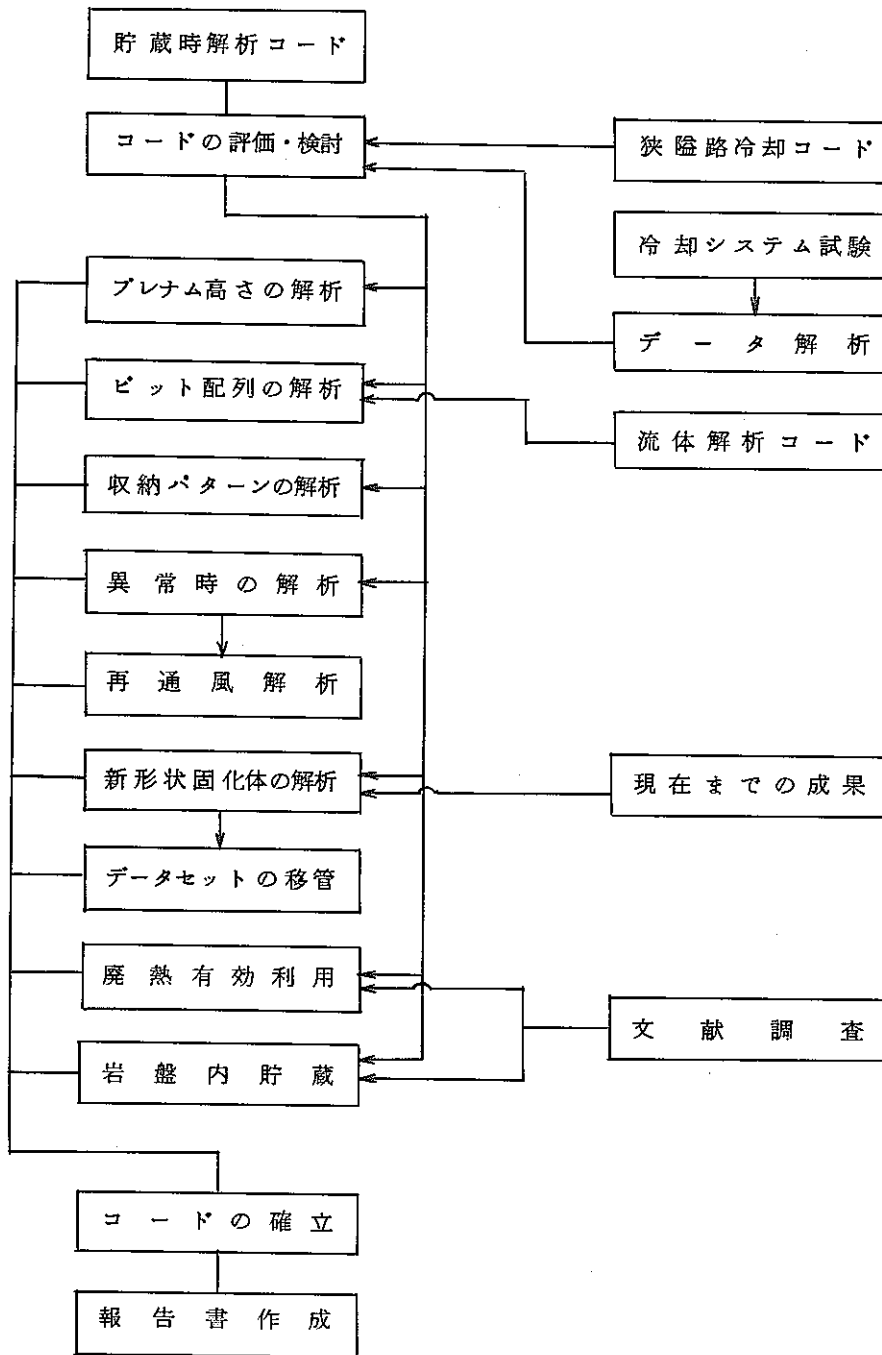 貯蔵時解析コード
コードの評価・検討
狭隘路冷却コード
冷却システム試験
プレナム高さの解析
データ解析
ピット配列の解析
流体解析コード
収納パターンの解析
異常時の解析
再通風解析
新形状固化体の解析
現在までの成果
データセットの移管
廃熱有効利用
文献調査
岩盤内貯蔵
コードの確立
報告書作成